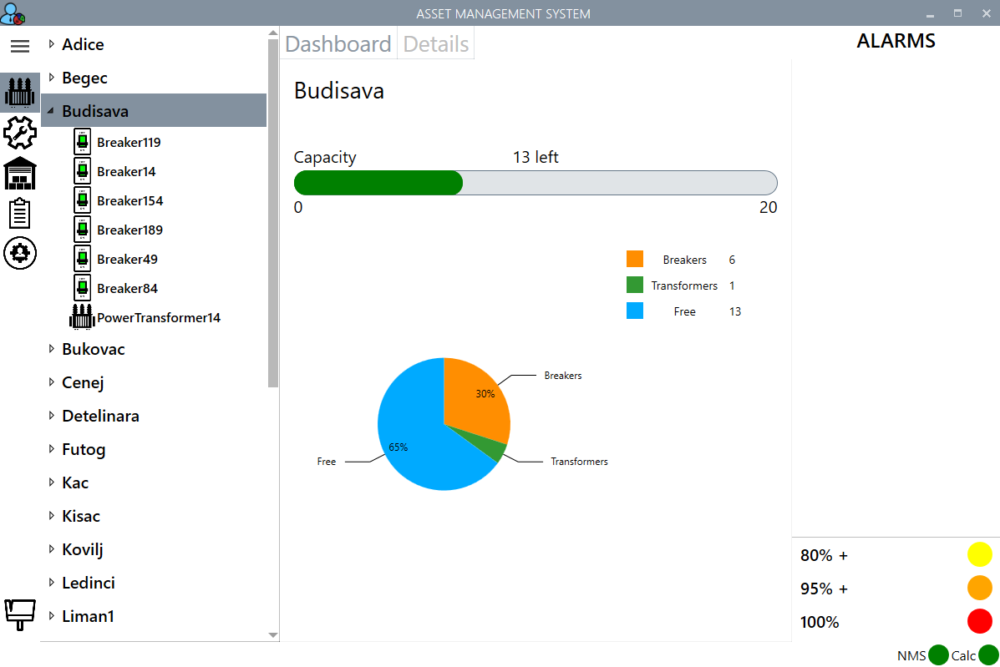 ASSET MANAGEMENT SYSTEM
Adice
Begec
Budisava
Breaker119
Breaker14
Breaker154
Breaker189
Breaker49
Breaker84
PowerTransformer14
Bukovac
Cenej
Detelinara
Futog
Kac
Kisac
Kovilj
Ledinci
Liman1
Dashboard Details
Budisava
Capacity 13 left
0 20
Breakers 6
Transformers 1
Free 13
Breakers
30%
65%
Free
Transformers
ALARMS
80% +
95% +
100%
NMS Calc